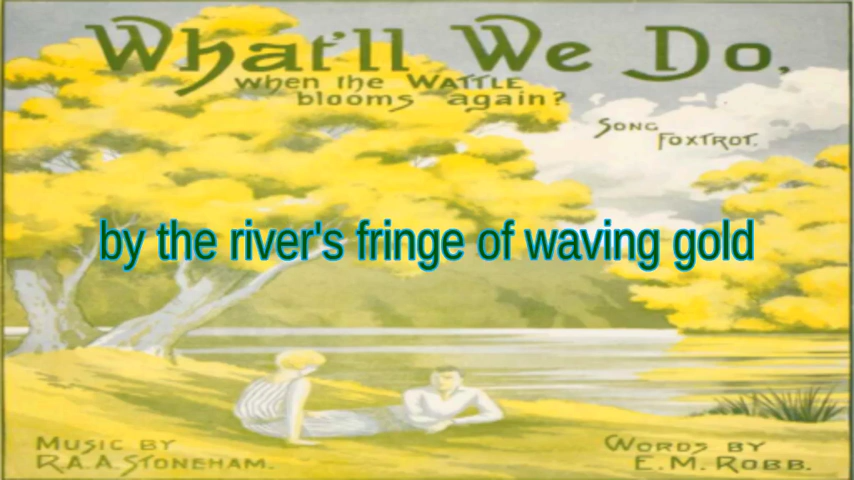 What'll We Do,
when the WATTLE
blooms again?
SONG
FOXTROT.
by the river's fringe of waving gold
MUSIC BY
R.A.A. STONEHAM.
WORDS BY
E.M. ROBB.